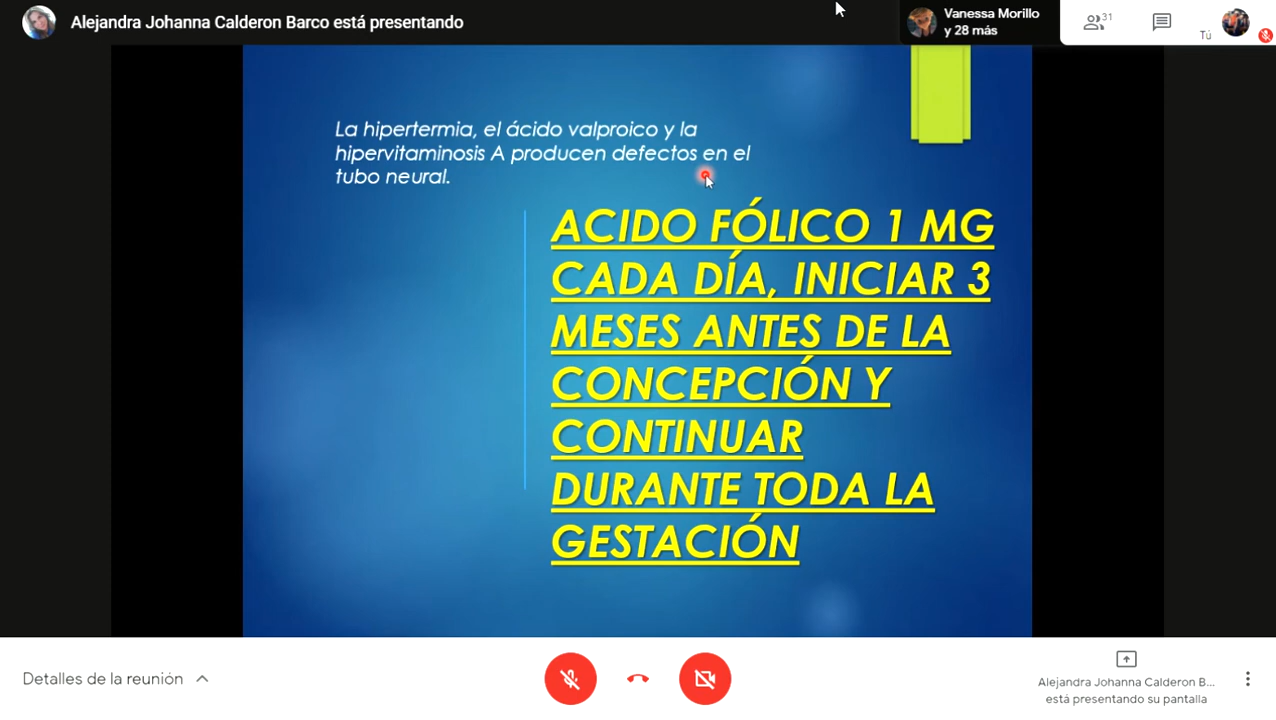 Alejandra Johanna Calderon Barco está presentando
Vanessa Morillo
y 28 más
31
Tú
La hipertermia, el ácido valproico y la
hipervitaminosis A producen defectos en el
tubo neural.
ACIDO FÓLICO 1 MG
CADA DÍA, INICIAR 3
MESES ANTES DE LA
CONCEPCIÓN Y
CONTINUAR
DURANTE TODA LA
GESTACIÓN
Detalles de la reunión
Alejandra Johanna Calderon B...
está presentando su pantalla